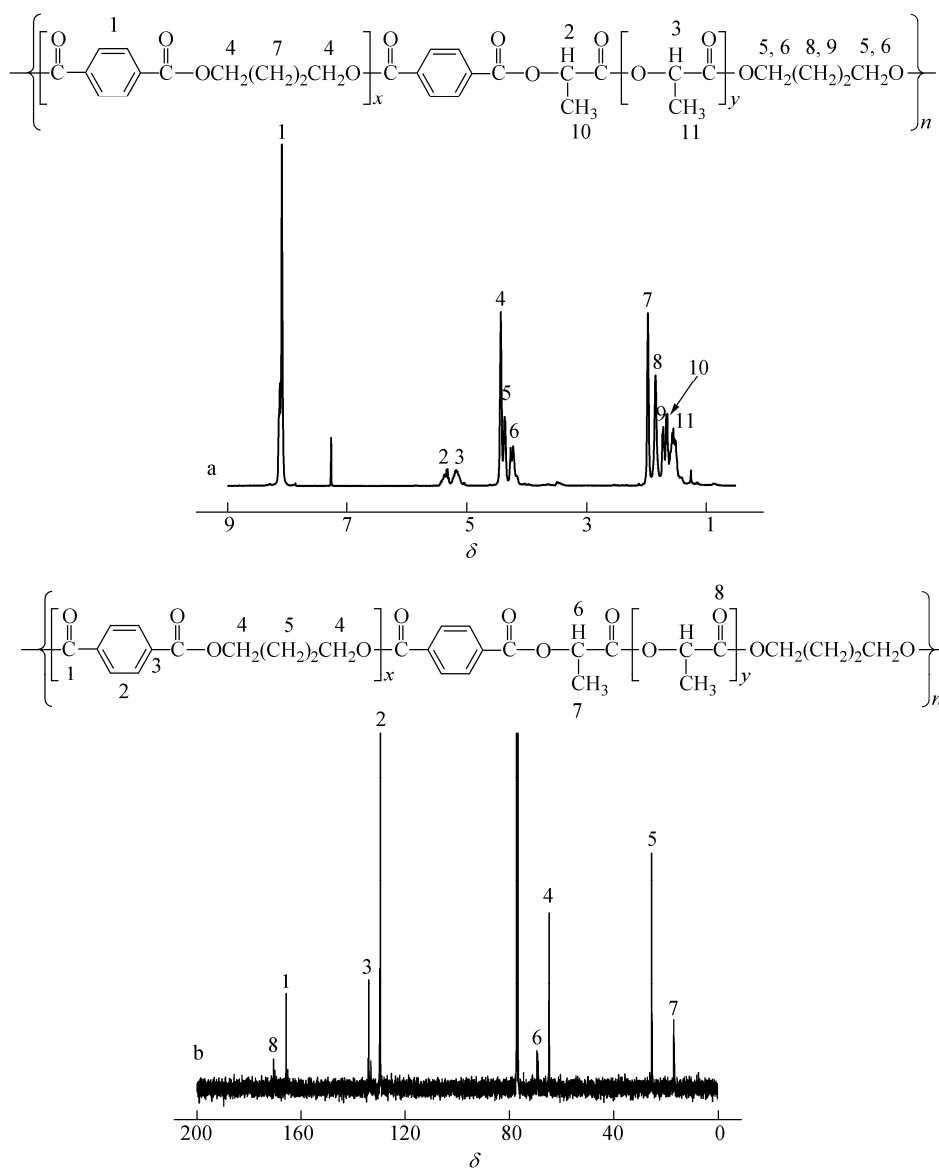 1 4 7 4 2 3 5, 6 8, 9 5, 6
O O O O H O H O
C C OCH2(CH2)2CH2O C C O C C O C C OCH2(CH2)2CH2O
x CH3 CH3 y n
10 11
1
4
7
8
10
5
9
11
6
2 3
a
9 7 5 3 1
δ
8
4 5 4 6
O O O O H O H O
C C OCH2(CH2)2CH2O C C O C C O C C OCH2(CH2)2CH2O
1 3 x CH3 CH3 y n
2 7
2
5
4
3
1
7
6
8
b
200 160 120 80 40 0
δ